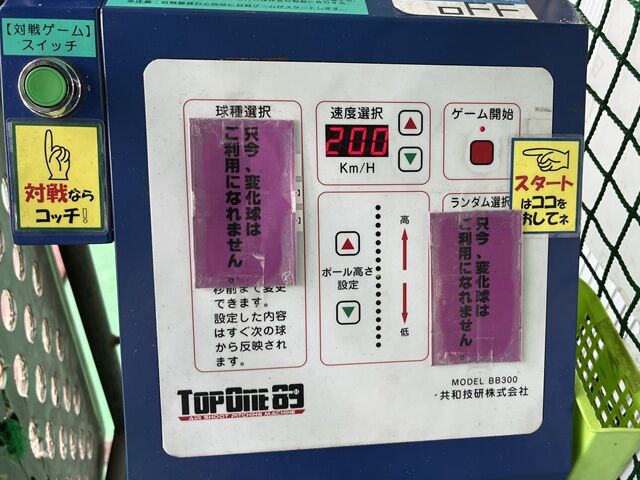 【対戦ゲーム】
スイッチ
対戦なら
コッチ!
OFF
球種選択
只今、変化球は
ご利用になれません。
秒前まで変更
できます。
設定した内容
はすぐ次の球
から反映され
ます。
速度選択
200
Km/H
ボール高さ
設定
高
低
ゲーム開始
スタート
はココを
おしてネ
ランダム選択
只今、変化球は
ご利用になれません。
TOPONE 89
AIR SHOOT PITCHING MACHINE
MODEL BB300
共和技研株式会社